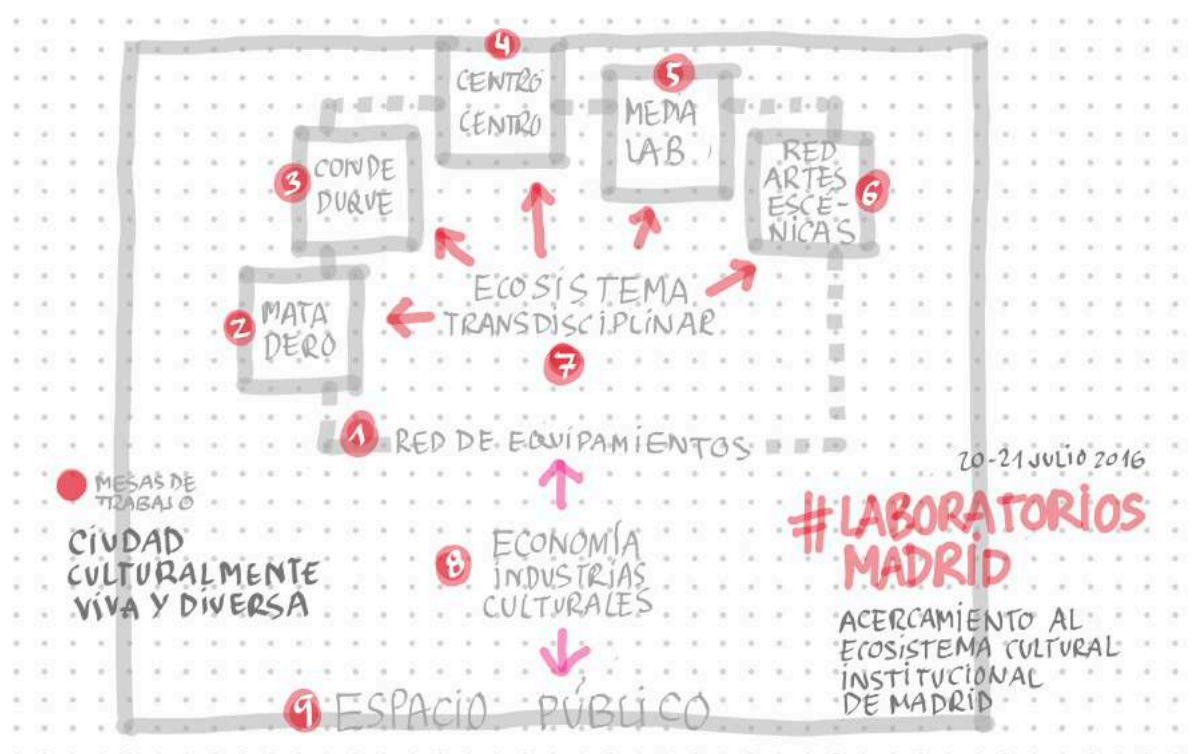 4
CENTRO
CENTRO
5
MEDIA
LAB
3
CONDE
DUQUE
RED
ARTES
ESCÉ-
NICAS
6
2
MATA
DERO
ECOSISTEMA
TRANSDISCIPLINAR
7
1 RED DE EQUIPAMIENTOS
MESAS DE
TRABAJO
CIUDAD
CULTURALMENTE
VIVA Y DIVERSA
8
ECONOMÍA
INDUSTRIAS
CULTURALES
9 ESPACIO PÚBLICO
20-21 JULIO 2016
#LABORATORIOS
MADRID
ACERCAMIENTO AL
ECOSISTEMA CULTURAL
INSTITUCIONAL
DE MADRID